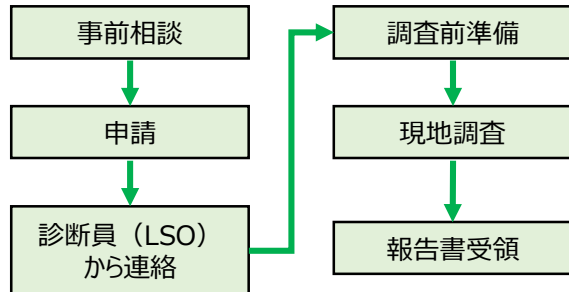 事前相談
申請
診断員（LSO）
から連絡
調査前準備
現地調査
報告書受領